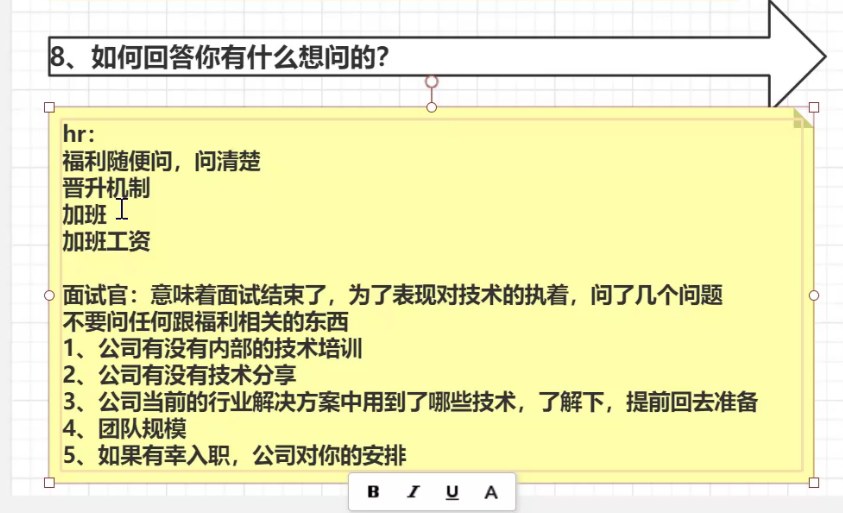 8、如何回答你有什么想问的？
hr：
福利随便问，问清楚
晋升机制
加班
加班工资
面试官：意味着面试结束了，为了表现对技术的执着，问了几个问题
不要问任何跟福利相关的东西
1、公司有没有内部的技术培训
2、公司有没有技术分享
3、公司当前的行业解决方案中用到了哪些技术，了解下，提前回去准备
4、团队规模
5、如果有幸入职，公司对你的安排
B I U A